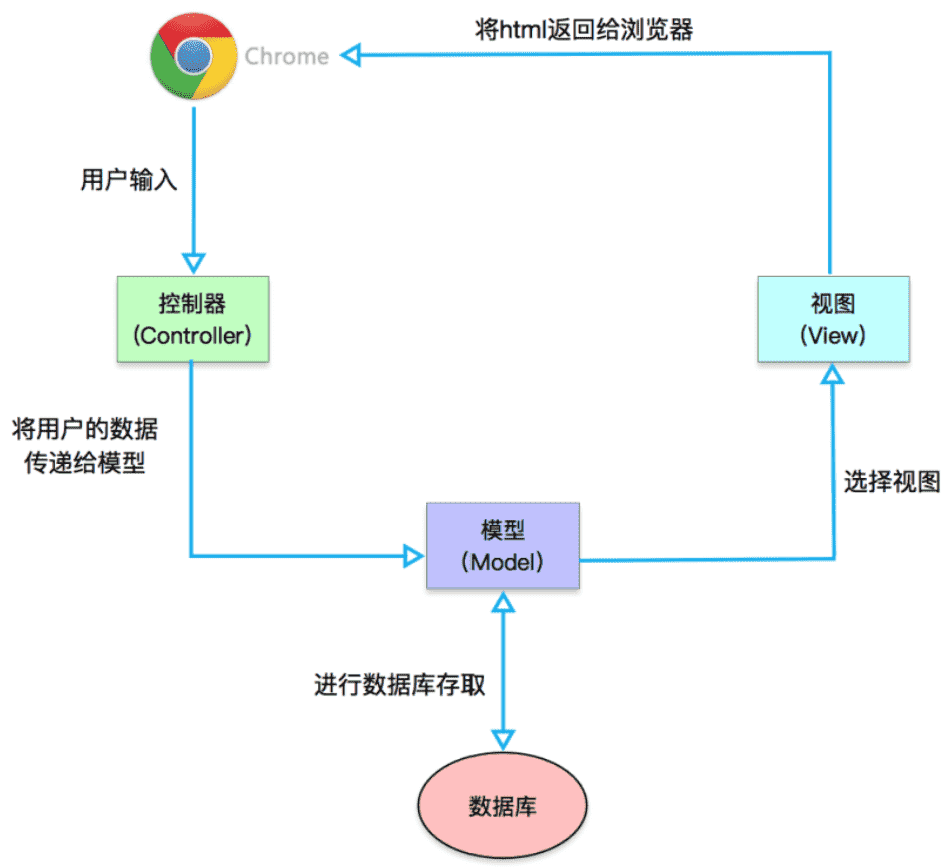 将html返回给浏览器
Chrome
用户输入
控制器
(Controller)
视图
(View)
将用户的数据
传递给模型
选择视图
模型
(Model)
进行数据库存取
数据库